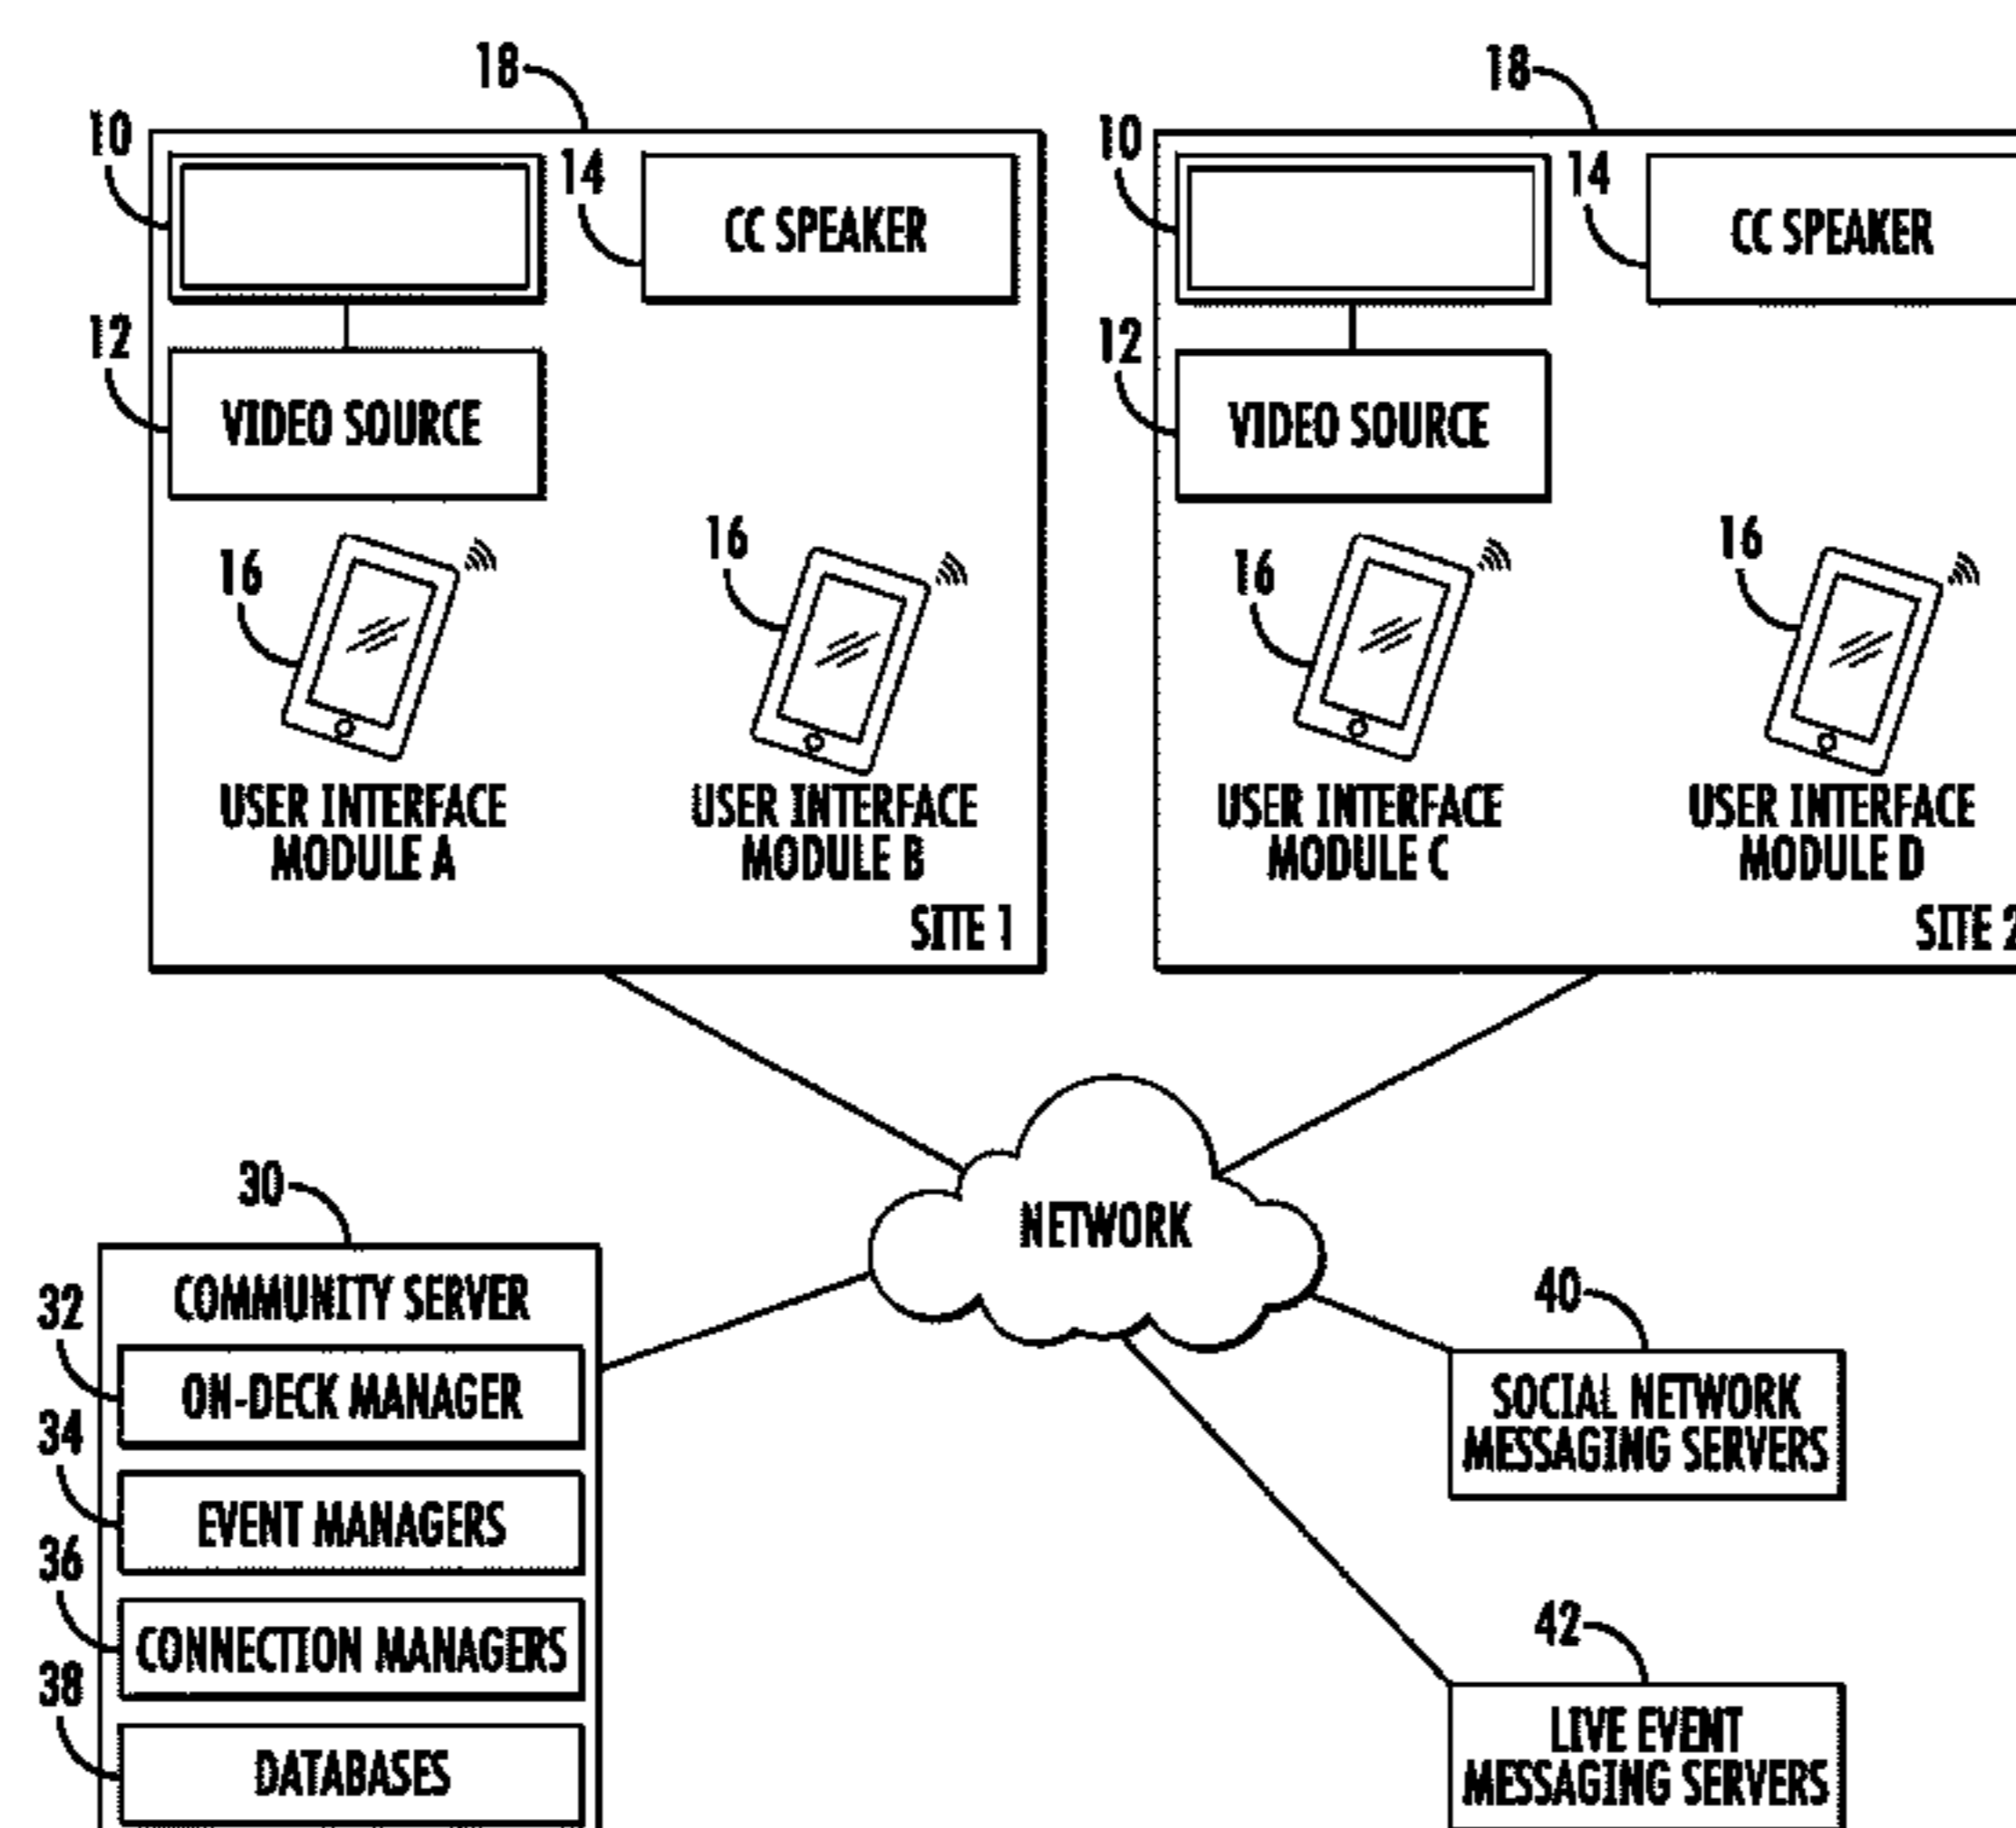 18
18
10
14
CC SPEAKER
10
14
CC SPEAKER
12
VIDEO SOURCE
12
VIDEO SOURCE
16
16
16
16
USER INTERFACE
MODULE A
USER INTERFACE
MODULE B
USER INTERFACE
MODULE C
USER INTERFACE
MODULE D
SITE 1
SITE 2
NETWORK
30
COMMUNITY SERVER
32
ON-DECK MANAGER
34
EVENT MANAGERS
36
CONNECTION MANAGERS
38
DATABASES
40
SOCIAL NETWORK
MESSAGING SERVERS
42
LIVE EVENT
MESSAGING SERVERS